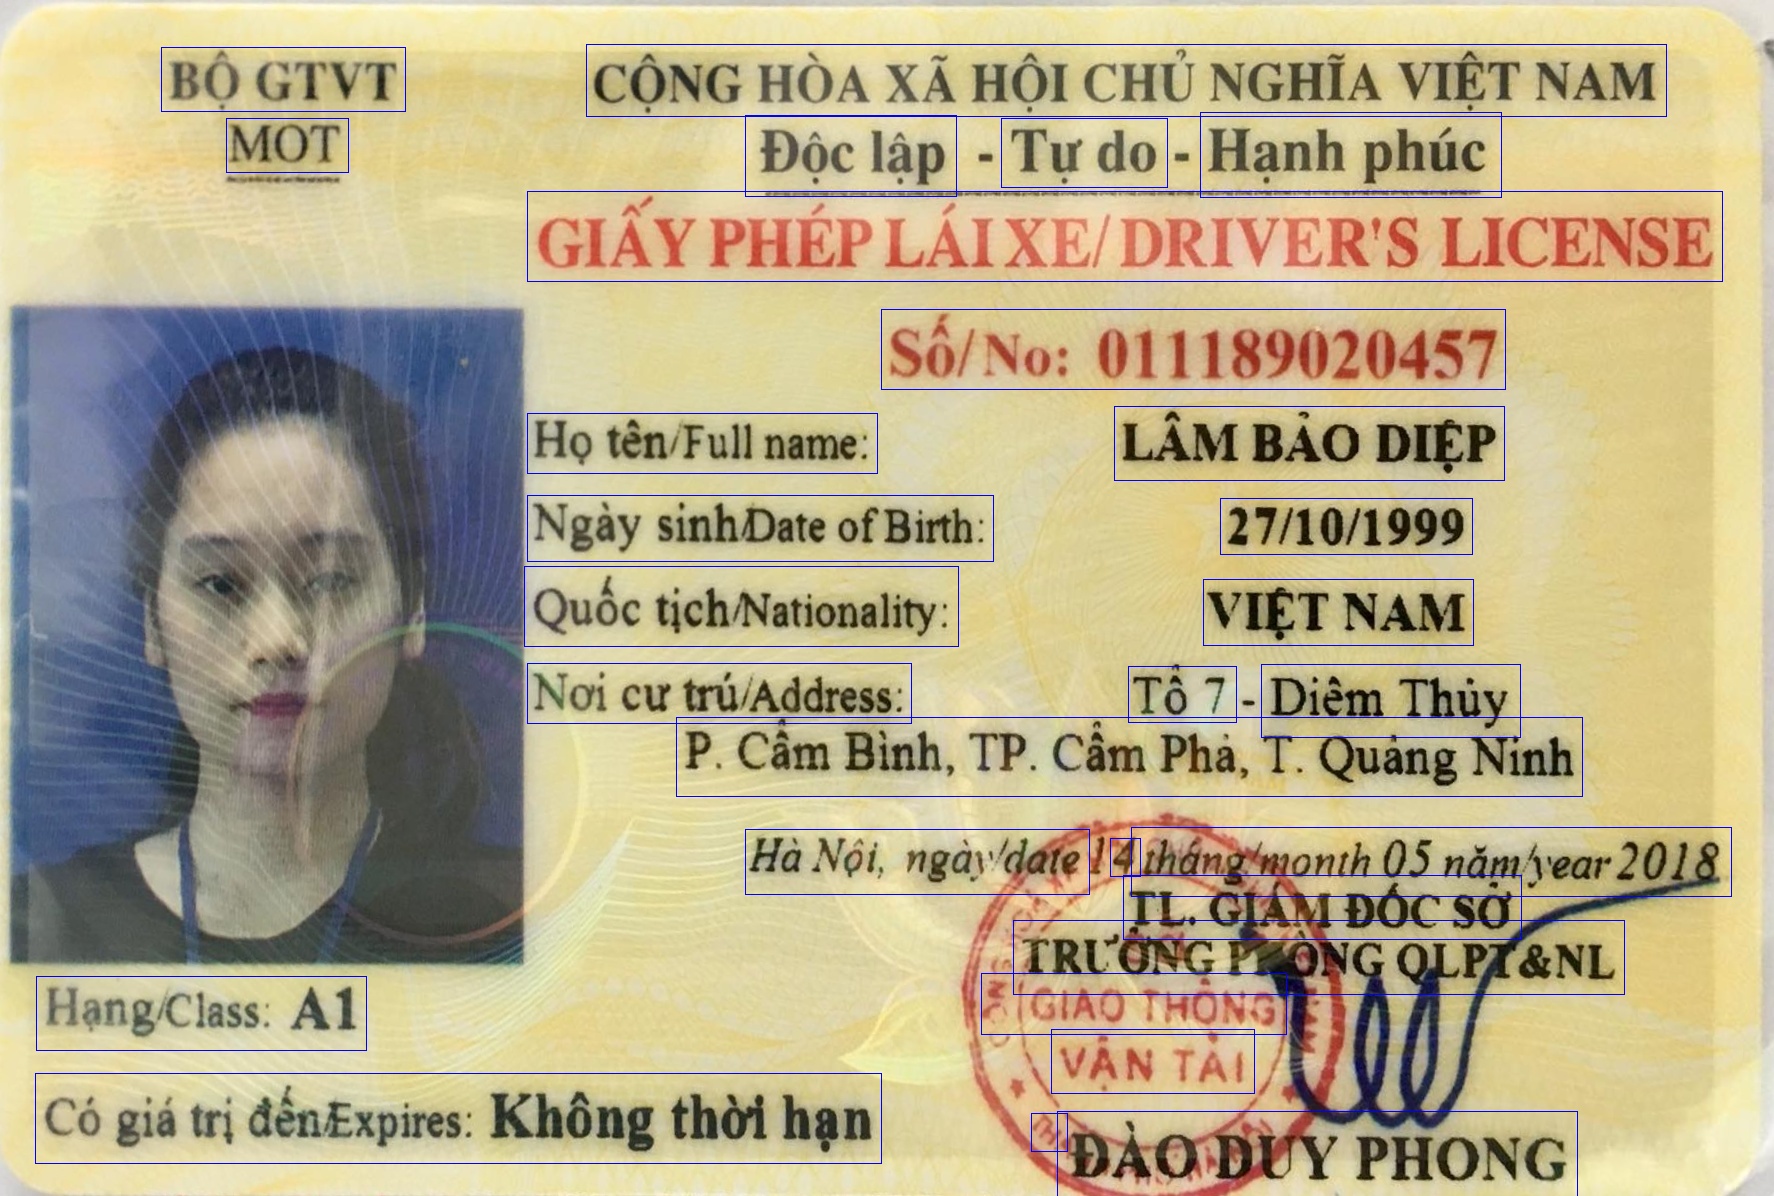 BỘ GTVT
MOT
CỘNG HÒA XÃ HỘI CHỦ NGHĨA VIỆT NAM
Độc lập - Tự do - Hạnh phúc
GIẤY PHÉP LÁI XE/ DRIVER'S LICENSE
Số/No: 011189020457
Họ tên/Full name: LÂM BẢO DIỆP
Ngày sinh/Date of Birth: 27/10/1999
Quốc tịch/Nationality: VIỆT NAM
Nơi cư trú/Address: Tổ 7 - Diêm Thủy
P. Cẩm Bình, TP. Cẩm Phả, T. Quảng Ninh
Hà Nội, ngày/date 14 tháng/month 05 năm/year 2018
TL. GIÁM ĐỐC SỞ
TRƯỞNG PHÒNG QLPT&NL
GIAO THÔNG
VẬN TẢI
ĐÀO DUY PHONG
Hạng/Class: A1
Có giá trị đến/Expires: Không thời hạn